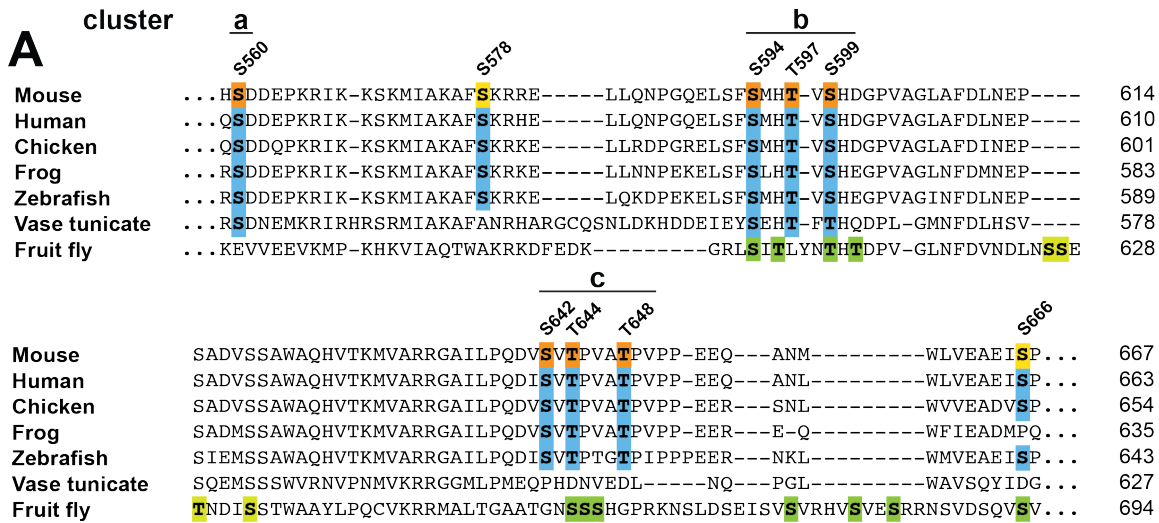 cluster a b
A
S560 S578 S594 T597 S599
Mouse ...HSDDEPKRIK-KSKMIAKAFSKRRE-----LLQNPGQELSFSMHT-VSHDGPVAGLAFDLNEP---- 614
Human ...QSDDEPKRIK-KSKMIAKAFSKRHE-----LLQNPGQELSFSMHT-VSHDGPVAGLAFDLNEP---- 610
Chicken ...QSDDQPKRIK-KSKMIAKAFSKRHE-----LLRDPGRELSFSMHT-VSHDGPVAGLAFDINEP---- 601
Frog ...RSDDEPKRIK-KSKMIAKAFSKRKE-----LLNNPEKELSFSLHT-VSHEGPVAGLNFDMNEP---- 583
Zebrafish ...RSDDEPKRIK-KSKMIAKAFSKRKE-----LQKDPEKELSFSMHT-VSHEGPVAGINFDLNEP---- 589
Vase tunicate ...RSDNEMKRIRHRSRMIAKAFANRHARGCQSNLDKHDDEIEYSEHT-FTHQDPL-GMNFDLHSV---- 578
Fruit fly ...KEVVEEVKMP-KHKVIAQTWAKRKDFEDK---------GRLSITLYNTHTDPV-GLNFDVNDLNSSE 628
c
S642 T644 T648 S666
Mouse SADVSSAWAQHVTKMVARRGAILPQDVSVTPVATPVPP-EEQ---ANM---------WLVEAEISP... 667
Human SADVSSAWAQHVTKMVARRGAILPQDISVTPVATPVPP-EEQ---ANL---------WLVEAEISP... 663
Chicken SADVSSAWAQHVTKMVARRGAILPQDVSVTPVATPVPP-EER---SNL---------WVVEADVSP... 654
Frog SADMSSAWAQHVTKMVARRGAILPQDVSVTPVATPVPP-EER---E-Q---------WFIEADMPQ... 635
Zebrafish SIEMSSAWAQHVTKMVARRGAILPQDISVTPTGTPIPPPEER---NKL---------WMVEAEISP... 643
Vase tunicate SQEMSSSWVRNVPNMVKRRGGMLPMEQPHDNVEDL----NQ---PGL---------WAVSQYIDG... 627
Fruit fly TNDISSTWAAYLPQCVKRRMALTGAATGNSSSHGPRKNSLDSEISVSVRHVSVESRRNSVDSQVSV... 694